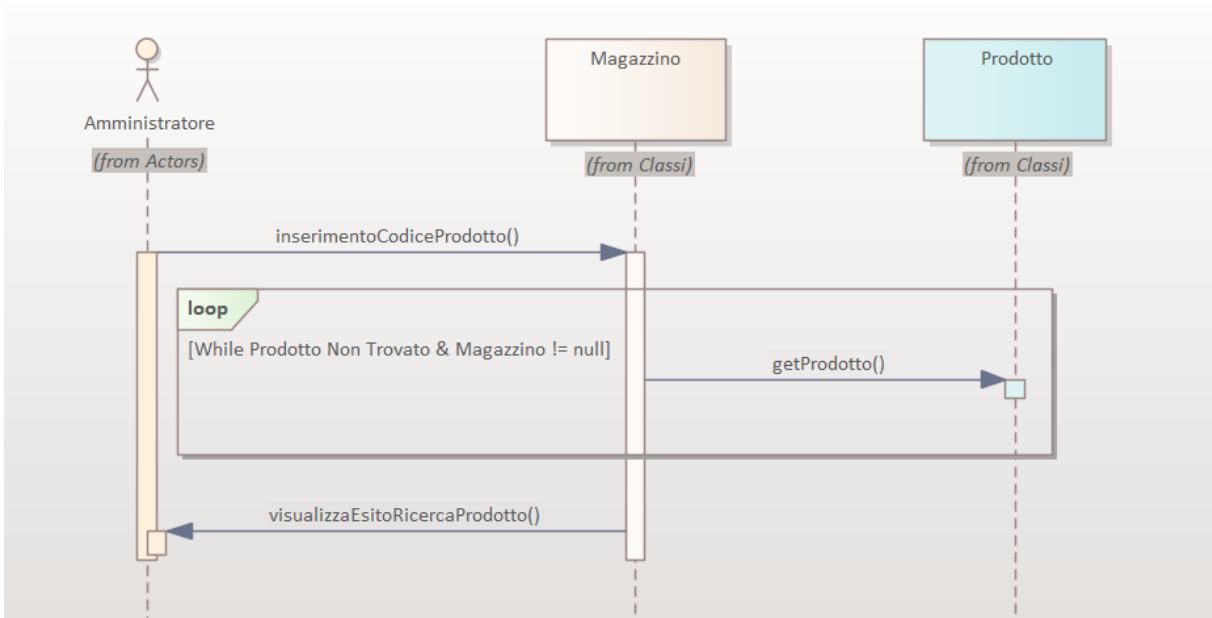 Amministratore
(from Actors)
Magazzino
(from Classi)
Prodotto
(from Classi)
inserimentoCodiceProdotto()
loop
[While Prodotto Non Trovato & Magazzino != null]
getProdotto()
visualizzaEsitoRicercaProdotto()